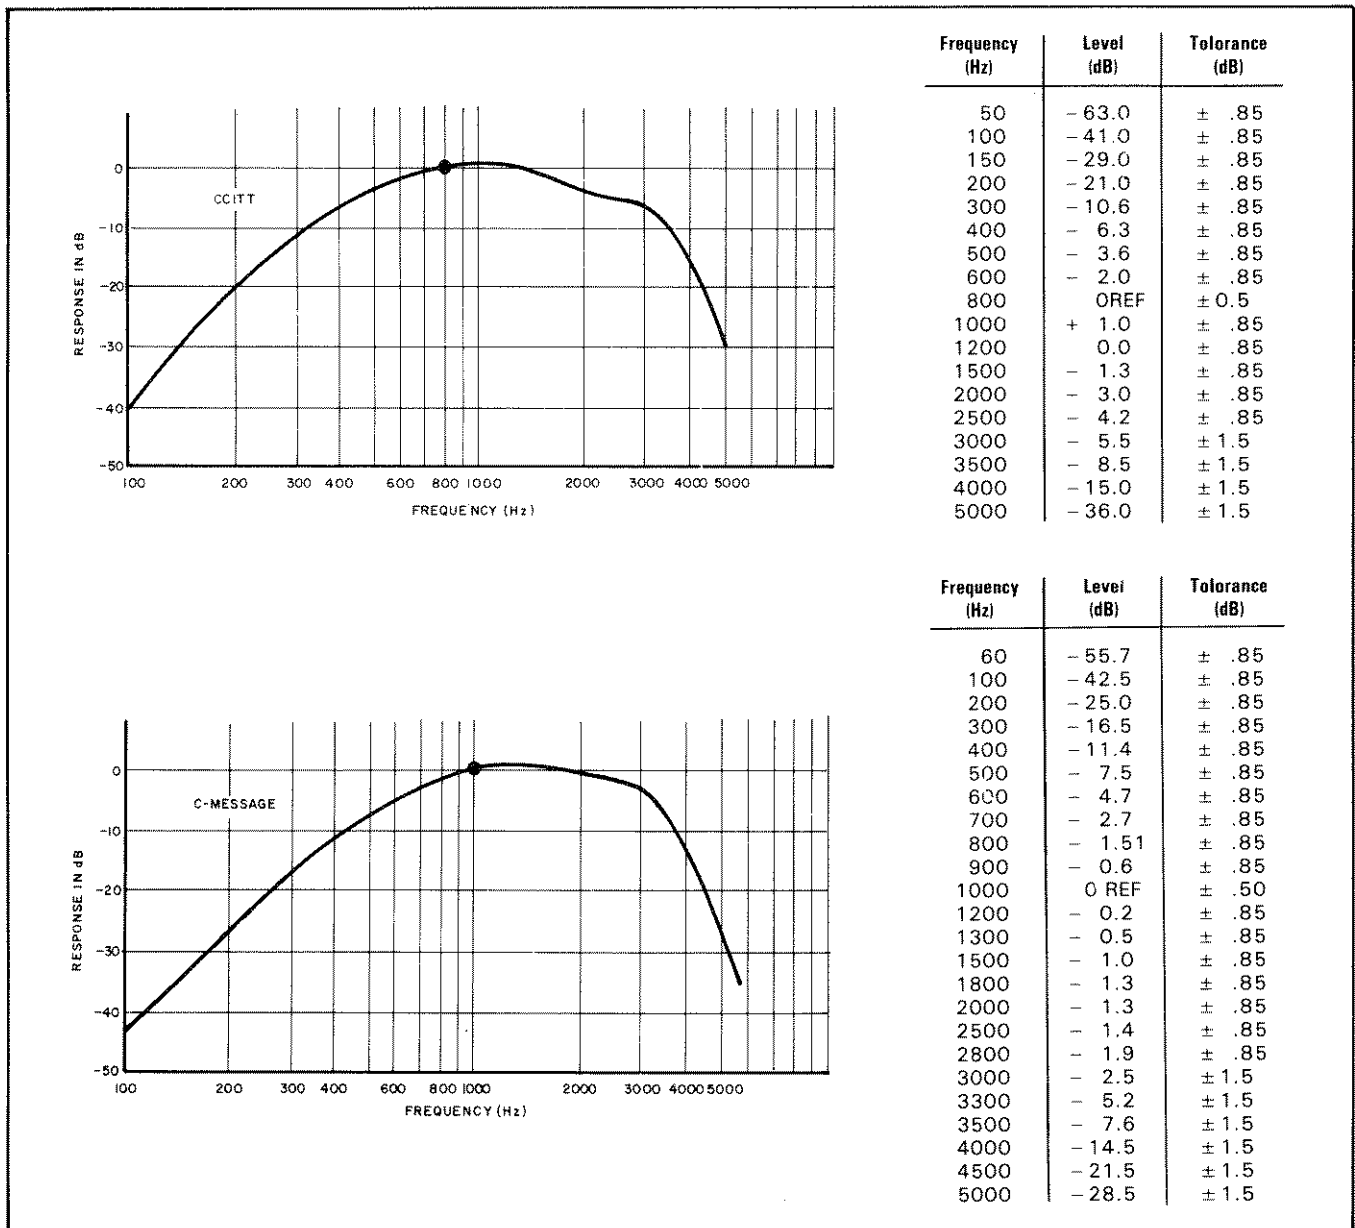 CCITT
RESPONSE IN dB
0
-10
-20
-30
-40
-50
100 200 300 400 600 800 1000 2000 3000 4000 5000
FREQUENCY (Hz)
Frequency (Hz) Level (dB) Tolorance (dB)
50 -63.0 ± .85
100 -41.0 ± .85
150 -29.0 ± .85
200 -21.0 ± .85
300 -10.6 ± .85
400 - 6.3 ± .85
500 - 3.6 ± .85
600 - 2.0 ± .85
800 0REF ±0.5
1000 + 1.0 ± .85
1200 0.0 ± .85
1500 - 1.3 ± .85
2000 - 3.0 ± .85
2500 - 4.2 ± .85
3000 - 5.5 ±1.5
3500 - 8.5 ±1.5
4000 -15.0 ±1.5
5000 -36.0 ±1.5
C-MESSAGE
RESPONSE IN dB
0
-10
-20
-30
-40
-50
100 200 300 400 600 800 1000 2000 3000 4000 5000
FREQUENCY (Hz)
Frequency (Hz) Level (dB) Tolorance (dB)
60 -55.7 ± .85
100 -42.5 ± .85
200 -25.0 ± .85
300 -16.5 ± .85
400 -11.4 ± .85
500 - 7.5 ± .85
600 - 4.7 ± .85
700 - 2.7 ± .85
800 - 1.51 ± .85
900 - 0.6 ± .85
1000 0 REF ± .50
1200 - 0.2 ± .85
1300 - 0.5 ± .85
1500 - 1.0 ± .85
1800 - 1.3 ± .85
2000 - 1.3 ± .85
2500 - 1.4 ± .85
2800 - 1.9 ± .85
3000 - 2.5 ±1.5
3300 - 5.2 ±1.5
3500 - 7.6 ±1.5
4000 -14.5 ±1.5
4500 -21.5 ±1.5
5000 -28.5 ±1.5